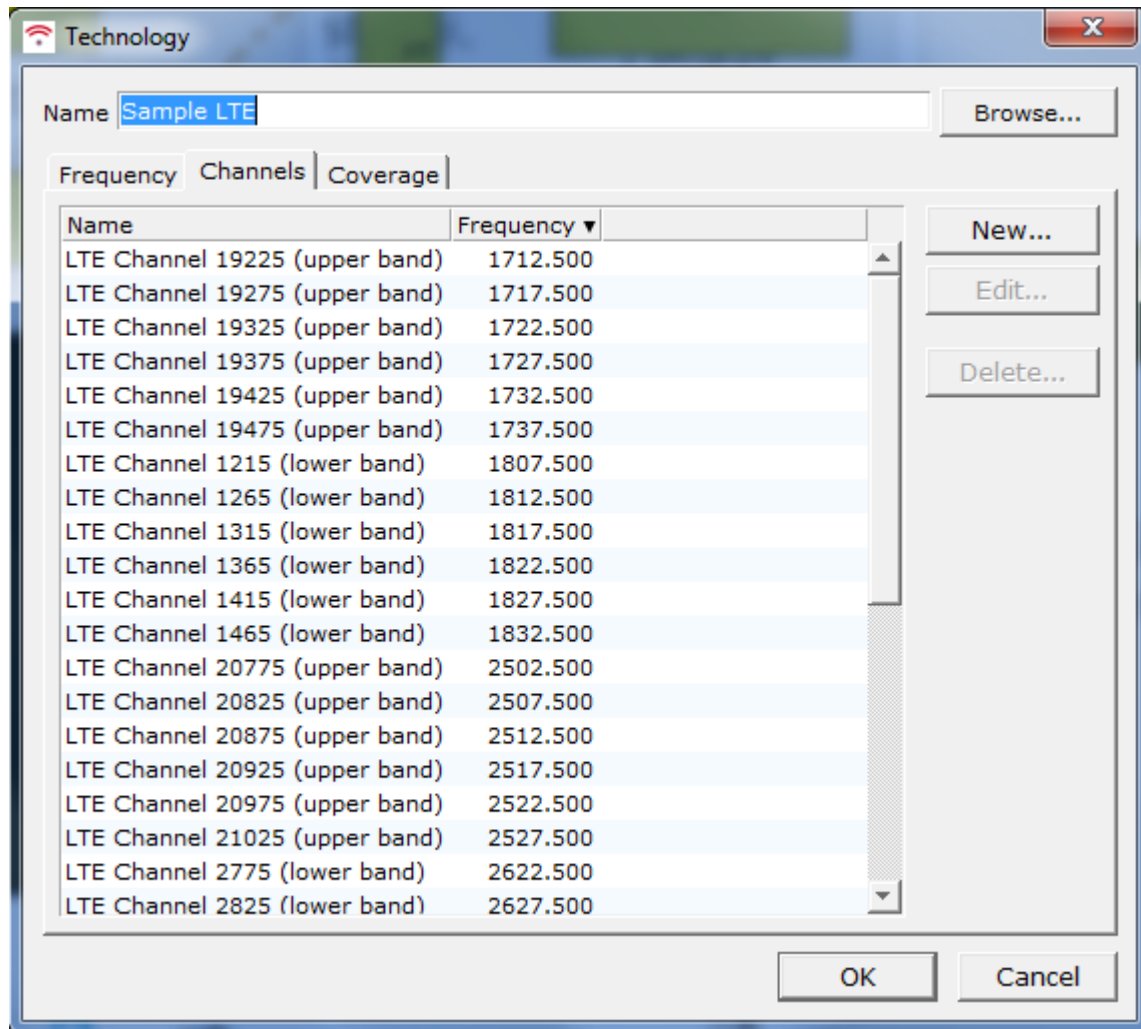 Technology
Name Sample LTE Browse...
Frequency Channels Coverage
Name Frequency ▼
New...
Edit...
Delete...
LTE Channel 19225 (upper band) 1712.500
LTE Channel 19275 (upper band) 1717.500
LTE Channel 19325 (upper band) 1722.500
LTE Channel 19375 (upper band) 1727.500
LTE Channel 19425 (upper band) 1732.500
LTE Channel 19475 (upper band) 1737.500
LTE Channel 1215 (lower band) 1807.500
LTE Channel 1265 (lower band) 1812.500
LTE Channel 1315 (lower band) 1817.500
LTE Channel 1365 (lower band) 1822.500
LTE Channel 1415 (lower band) 1827.500
LTE Channel 1465 (lower band) 1832.500
LTE Channel 20775 (upper band) 2502.500
LTE Channel 20825 (upper band) 2507.500
LTE Channel 20875 (upper band) 2512.500
LTE Channel 20925 (upper band) 2517.500
LTE Channel 20975 (upper band) 2522.500
LTE Channel 21025 (upper band) 2527.500
LTE Channel 2775 (lower band) 2622.500
LTE Channel 2825 (lower band) 2627.500
OK Cancel